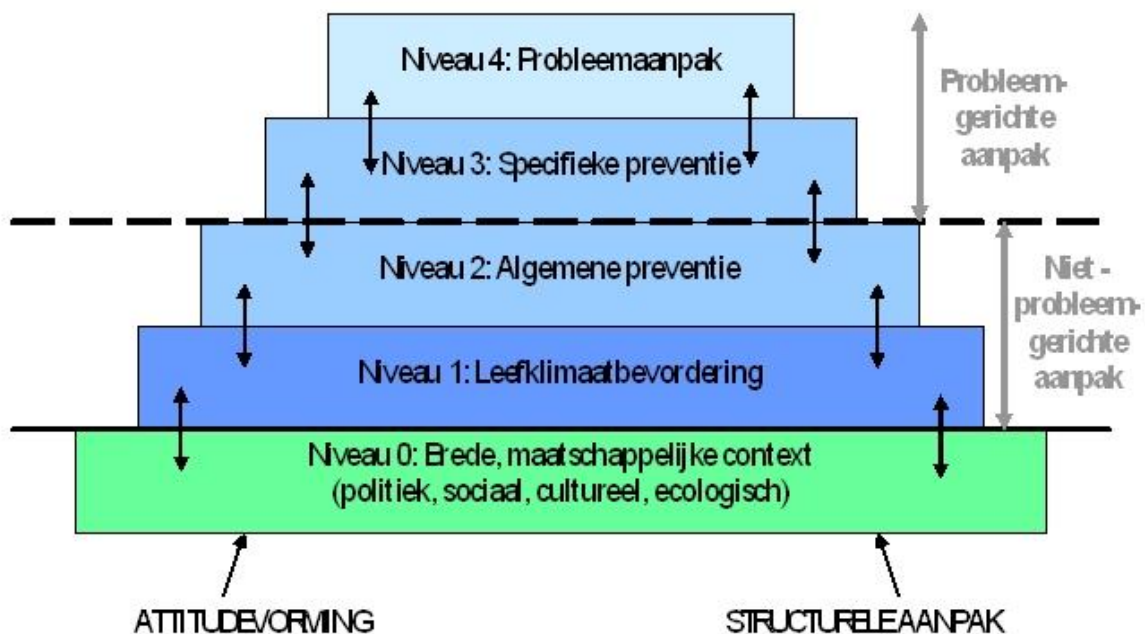 Niveau 4: Probleemaanpak
Probleem-
gerichte
aanpak
Niveau 3: Specifieke preventie
Niveau 2: Algemene preventie
Niet -
probleem-
gerichte
aanpak
Niveau 1: Leefklimaatbevordering
Niveau 0: Brede, maatschappelijke context
(politiek, sociaal, cultureel, ecologisch)
ATTITUDEVORMING
STRUCTURELE AANPAK